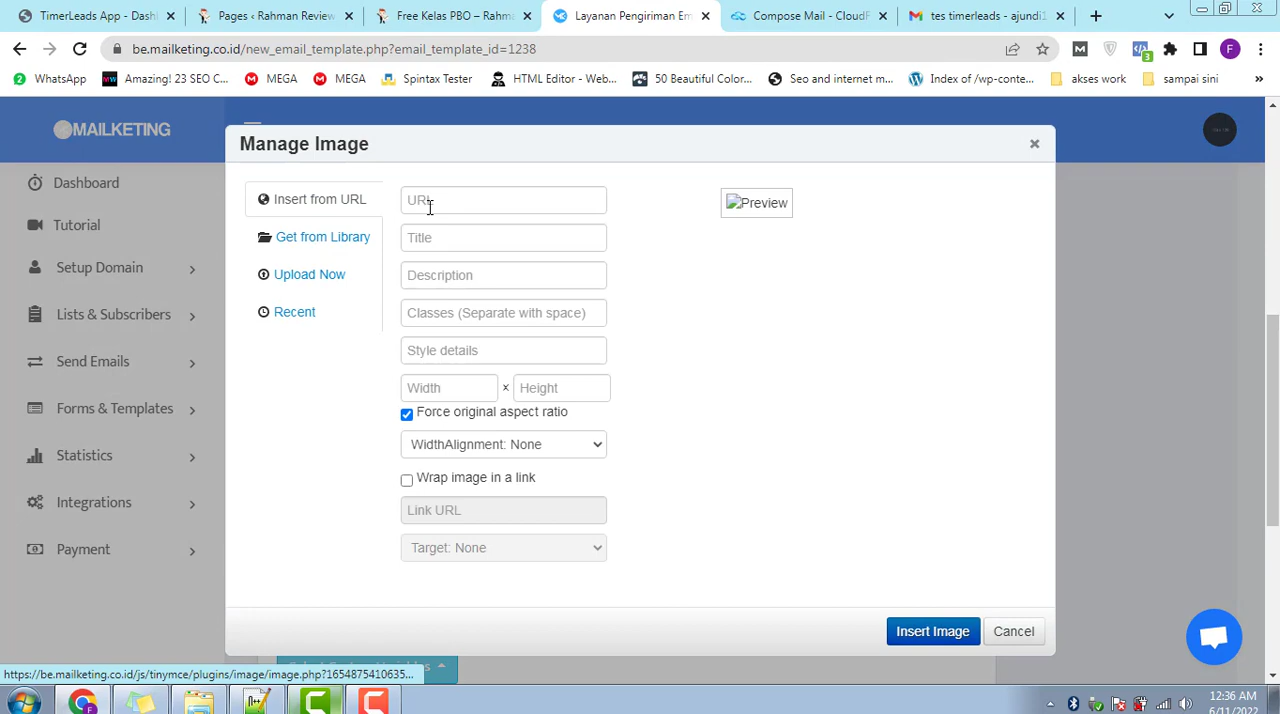 TimerLeads App - Dashb
Pages ‹ Rahman Review
Free Kelas PBO – Rahma
Layanan Pengiriman Em
Compose Mail - CloudF
tes timerleads - ajundi1
be.mailketing.co.id/new_email_template.php?email_template_id=1238
3
F
WhatsApp
Amazing! 23 SEO C...
MEGA
MEGA
Spintax Tester
HTML Editor - Web...
50 Beautiful Color...
Sel and internet m...
Index of /wp-conte...
akses work
sampai sini
MAILKETING
Manage Image
Dashboard
Tutorial
Setup Domain
Lists & Subscribers
Send Emails
Forms & Templates
Statistics
Integrations
Payment
Insert from URL
Get from Library
Upload Now
Recent
URL
Title
Description
Classes (Separate with space)
Style details
Width
x
Height
Force original aspect ratio
WidthAlignment: None
Wrap image in a link
Link URL
Target: None
Preview
Insert Image
Cancel
https://be.mailketing.co.id/js/tinymce/plugins/image/image.php?1654875410635...
12:36 AM
6/11/2022